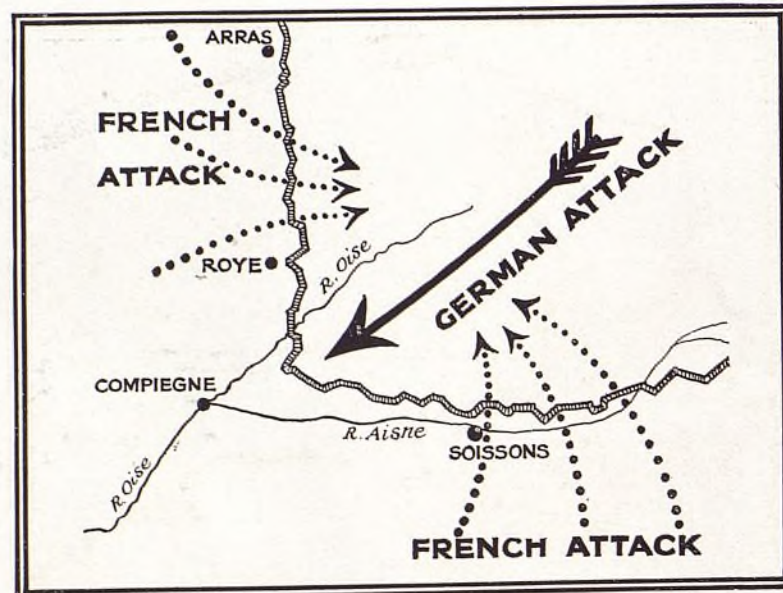 ARRAS
FRENCH
ATTACK
ROYE
R. Oise
GERMAN ATTACK
COMPIEGNE
R. Aisne
SOISSONS
R. Oise
FRENCH ATTACK